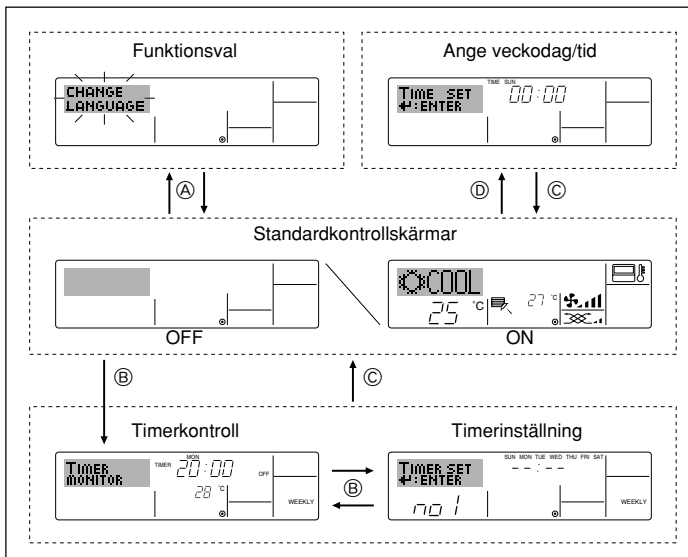 Funktionsval
CHANGE
LANGUAGE
Ange veckodag/tid
TIME SUN
TIME SET 00:00
↵:ENTER
Ⓐ
Ⓓ
Ⓒ
Standardkontrollskärmar
OFF
COOL
25 °C
27 °C
ON
Ⓑ
Ⓒ
Timerkontroll
MON
TIMER
MONITOR
TIMER 20:00 OFF
28 °C
WEEKLY
Ⓑ
Timerinställning
SUN MON TUE WED THU FRI SAT
TIMER SET --:--
↵:ENTER
no 1
WEEKLY